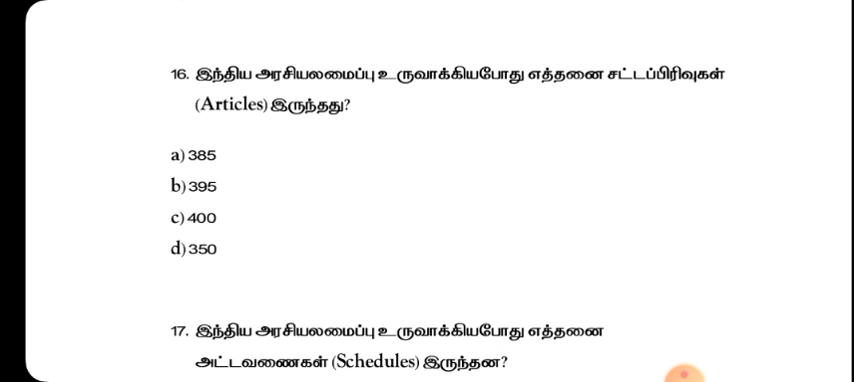 16. இந்திய அரசியலமைப்பு உருவாக்கியபோது எத்தனை சட்டப்பிரிவுகள்
(Articles) இருந்தது?
a) 385
b) 395
c) 400
d) 350
17. இந்திய அரசியலமைப்பு உருவாக்கியபோது எத்தனை
அட்டவணைகள் (Schedules) இருந்தன?